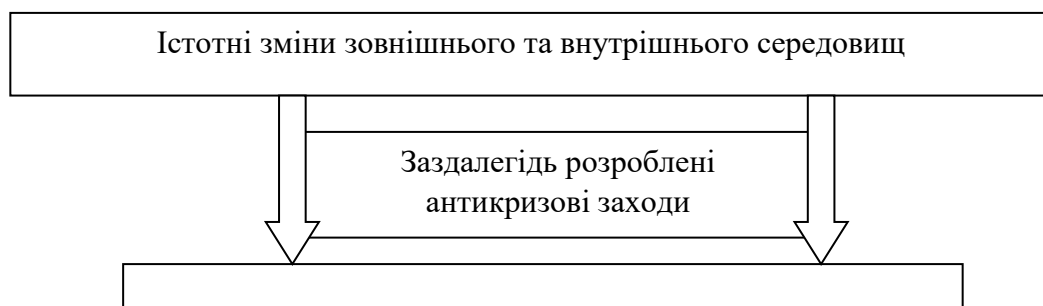 Істотні зміни зовнішнього та внутрішнього середовищ
Заздалегідь розроблені
антикризові заходи